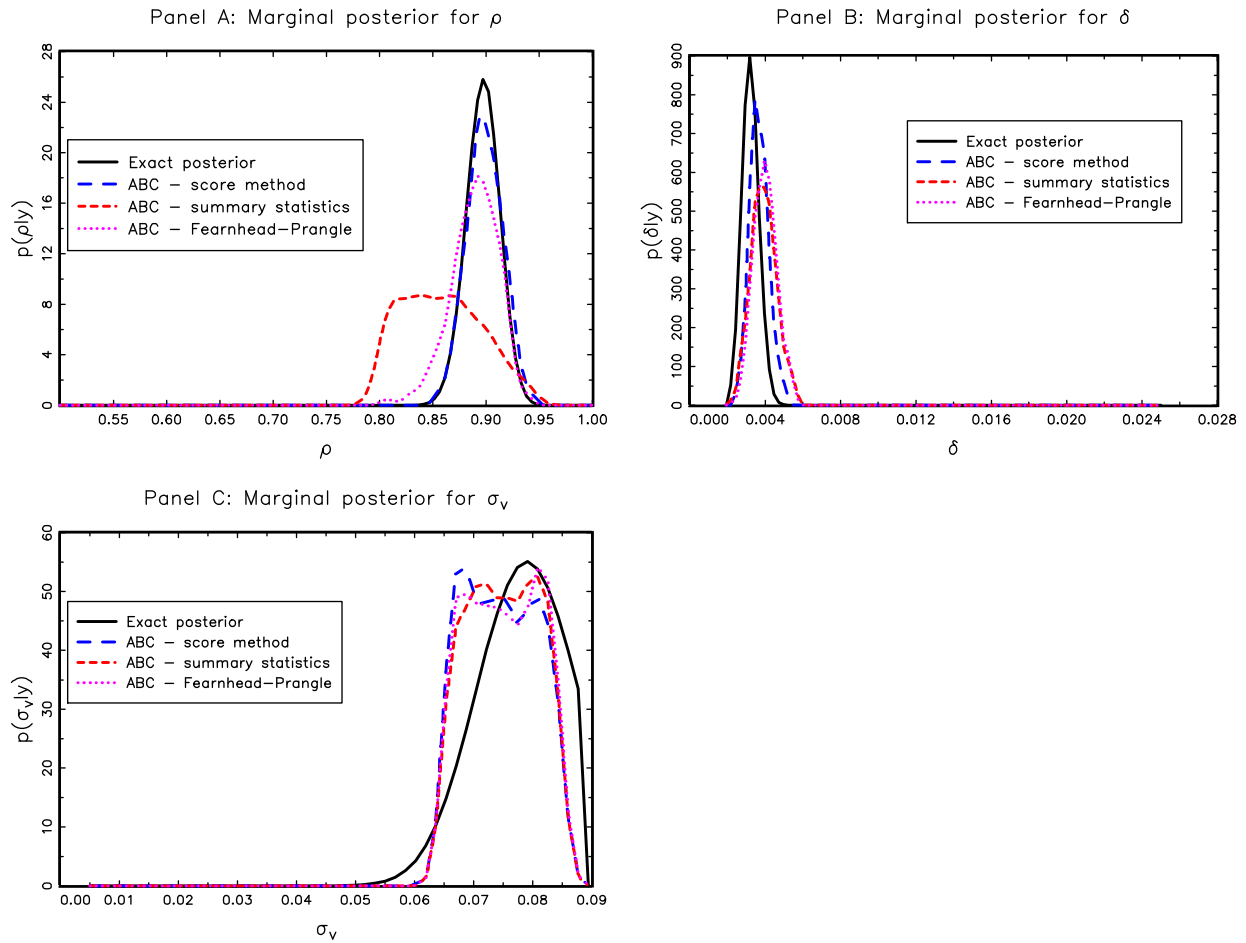 Panel A: Marginal posterior for ρ
p(ρ|y)
28
24
20
16
12
8
4
0
Exact posterior
ABC – score method
ABC – summary statistics
ABC – Fearnhead–Prangle
0.55 0.60 0.65 0.70 0.75 0.80 0.85 0.90 0.95 1.00
ρ
Panel B: Marginal posterior for δ
p(δ|y)
900
800
700
600
500
400
300
200
100
0
Exact posterior
ABC – score method
ABC – summary statistics
ABC – Fearnhead–Prangle
0.000 0.004 0.008 0.012 0.016 0.020 0.024 0.028
δ
Panel C: Marginal posterior for σv
p(σv|y)
60
50
40
30
20
10
0
Exact posterior
ABC – score method
ABC – summary statistics
ABC – Fearnhead–Prangle
0.00 0.01 0.02 0.03 0.04 0.05 0.06 0.07 0.08 0.09
σv